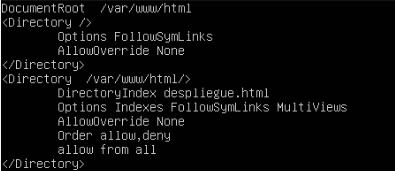 DocumentRoot  /var/www/html
<Directory />
        Options FollowSymLinks
        AllowOverride None
</Directory>
<Directory  /var/www/html/>
        DirectoryIndex despliegue.html
        Options Indexes FollowSymLinks MultiViews
        AllowOverride None
        Order allow,deny
        allow from all
</Directory>